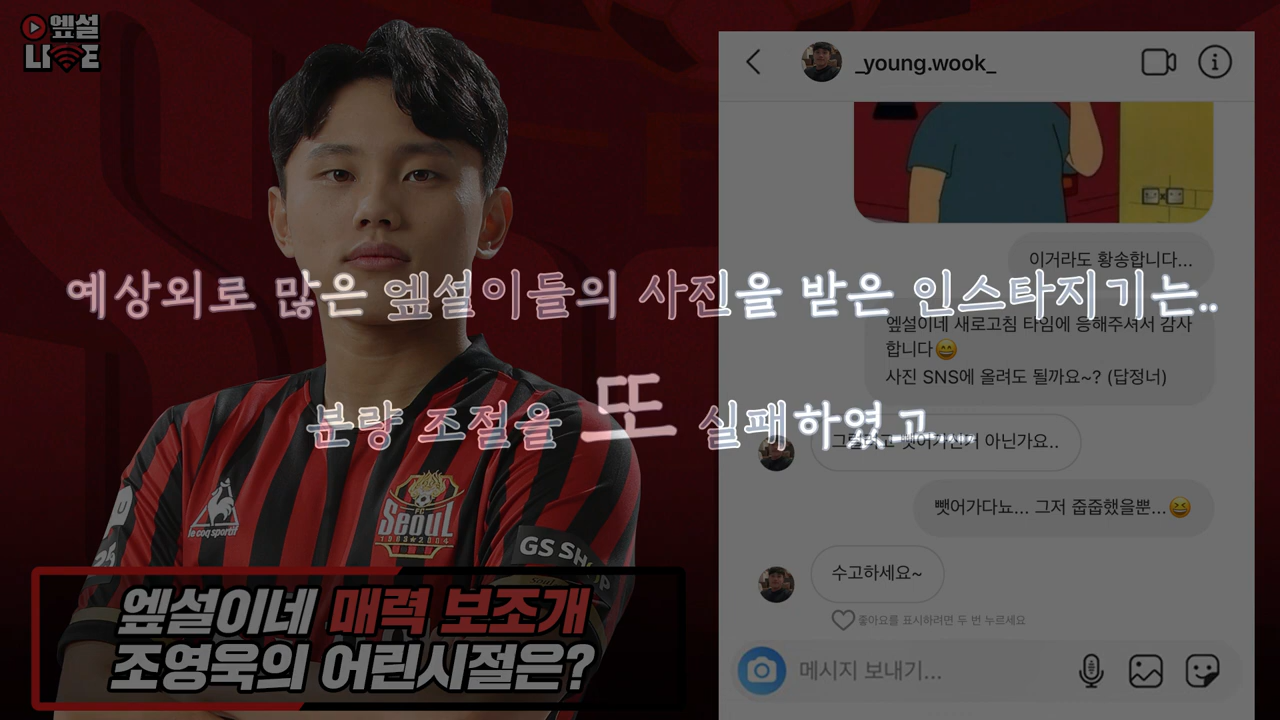 엪설
LIVE
_young.wook_
이거라도 황송합니다...
예상외로 많은 엪설이들의 사진을 받은 인스타지기는..
엪설이네 새로고침 타임에 응해주셔서 감사
합니다😄
사진 SNS에 올려도 될까요~? (답정너)
분량 조절을 또 실패하였고...
뺏어가다뇨... 그저 줍줍했을뿐...😆
수고하세요~
좋아요를 표시하려면 두 번 누르세요
메시지 보내기...
le coq sportif
FC
SEOUL
1983★2004
GS SHOP
엪설이네 매력 보조개
조영욱의 어린시절은?